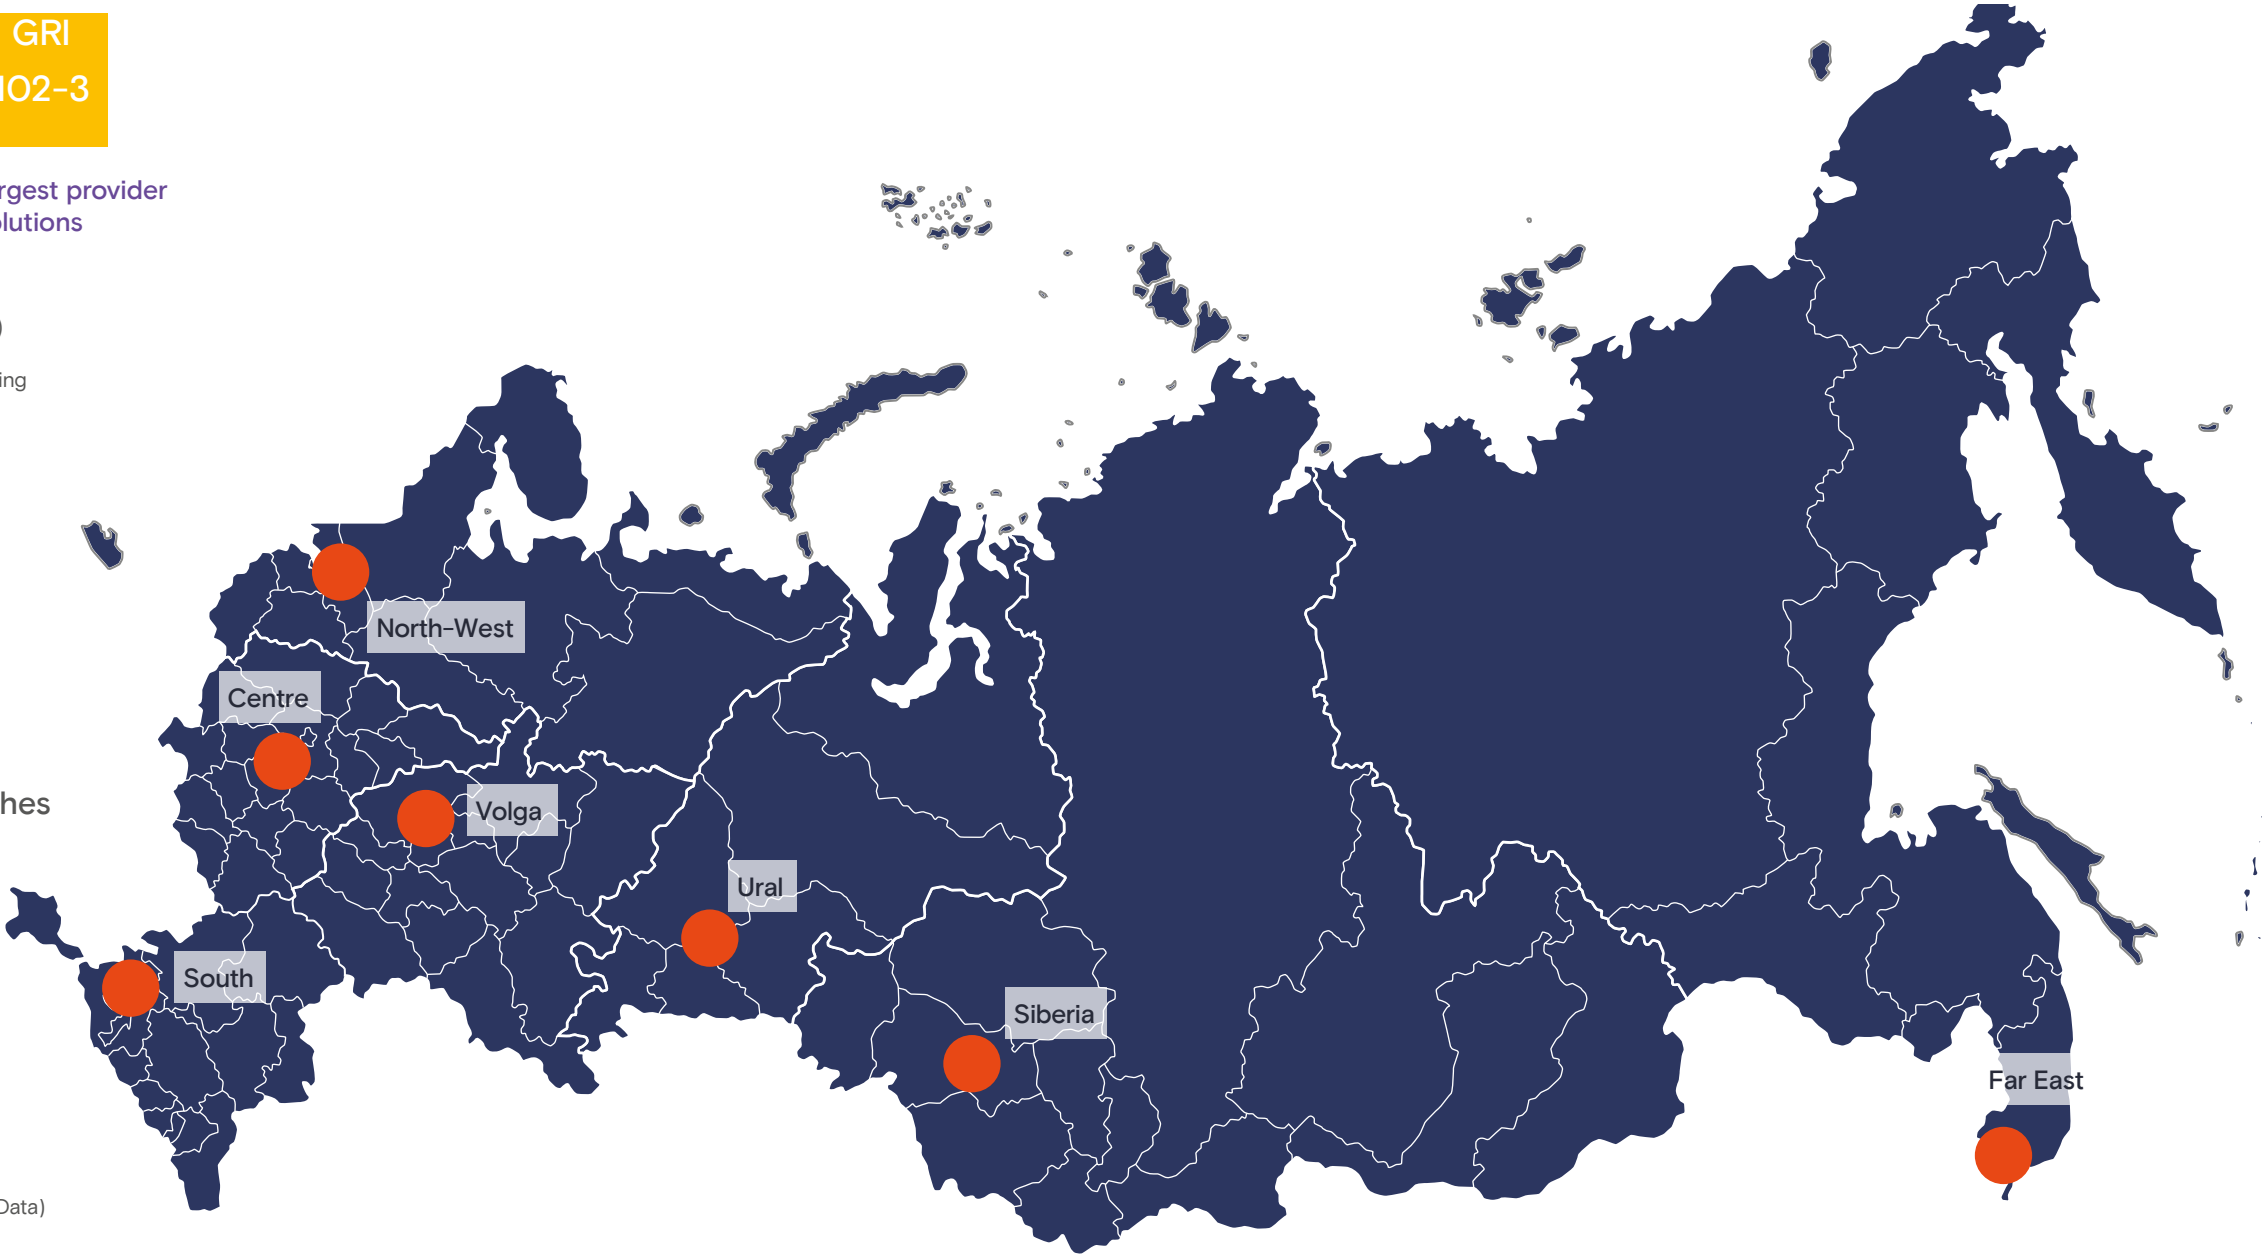 GRI
102-3
rgest provider
lutions
)
ing
North-West
Centre
hes
Volga
Ural
South
Siberia
Far East
Data)